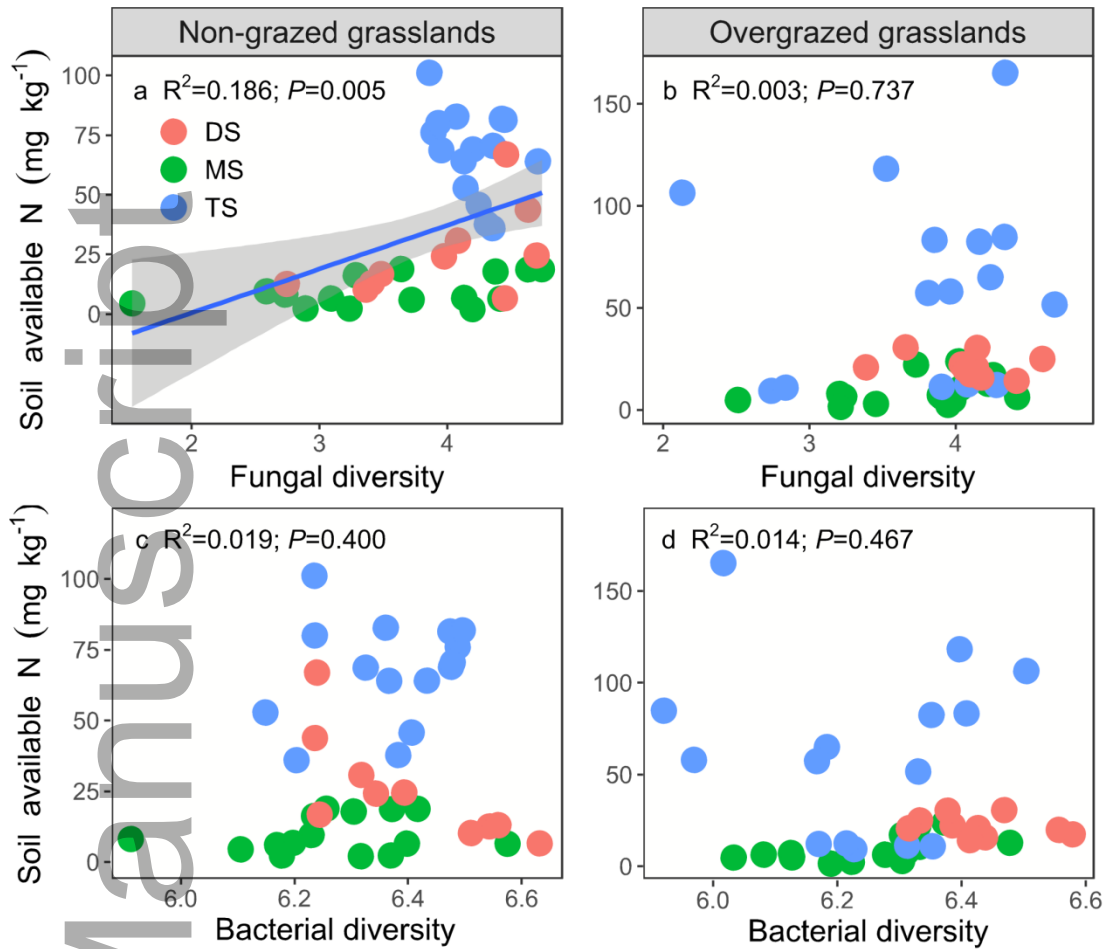 Non-grazed grasslands
Overgrazed grasslands
a R²=0.186; P=0.005
DS
MS
TS
100
75
50
25
0
2
3
4
Fungal diversity
Soil available N (mg kg⁻¹)
b R²=0.003; P=0.737
150
100
50
0
2
3
4
Fungal diversity
c R²=0.019; P=0.400
100
75
50
25
0
6.0
6.2
6.4
6.6
Bacterial diversity
Soil available N (mg kg⁻¹)
d R²=0.014; P=0.467
150
100
50
0
6.0
6.2
6.4
6.6
Bacterial diversity
Manuscript